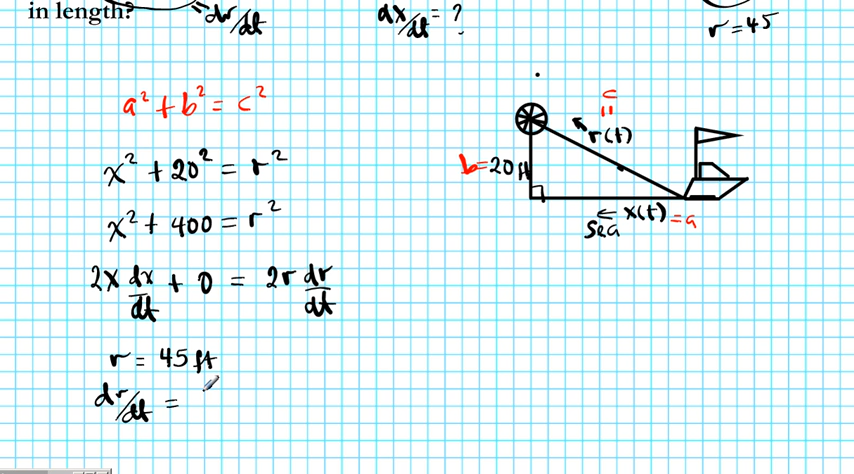 in length?
dr/dt
dx/dt = ?
r = 45
a² + b² = c²
x² + 20² = r²
x² + 400 = r²
2x dx/dt + 0 = 2r dr/dt
r = 45 ft
dr/dt =
c
=
r(t)
b = 20 ft
← x(t) = a
sea